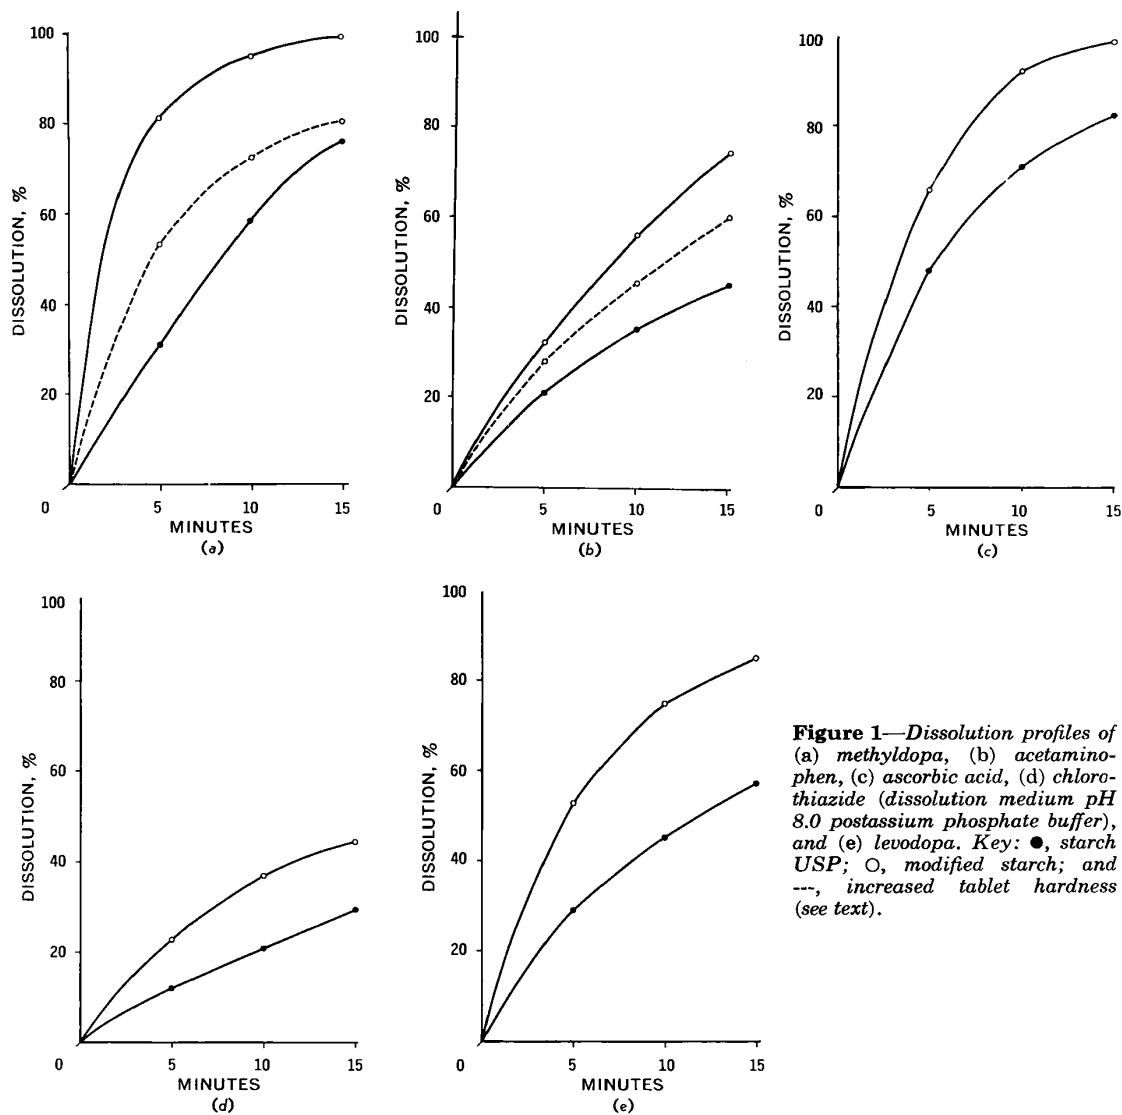 100
80
60
40
20
DISSOLUTION, %
0
5
10
15
MINUTES
(a)
100
80
60
40
20
DISSOLUTION, %
5
10
15
MINUTES
(b)
100
80
60
40
20
DISSOLUTION, %
0
5
10
15
MINUTES
(c)
100
80
60
40
20
DISSOLUTION, %
0
5
10
15
MINUTES
(d)
100
80
60
40
20
DISSOLUTION, %
0
5
10
15
MINUTES
(e)
Figure 1—Dissolution profiles of
(a) methyldopa, (b) acetamino-
phen, (c) ascorbic acid, (d) chloro-
thiazide (dissolution medium pH
8.0 postassium phosphate buffer),
and (e) levodopa. Key: ●, starch
USP; ○, modified starch; and
---, increased tablet hardness
(see text).